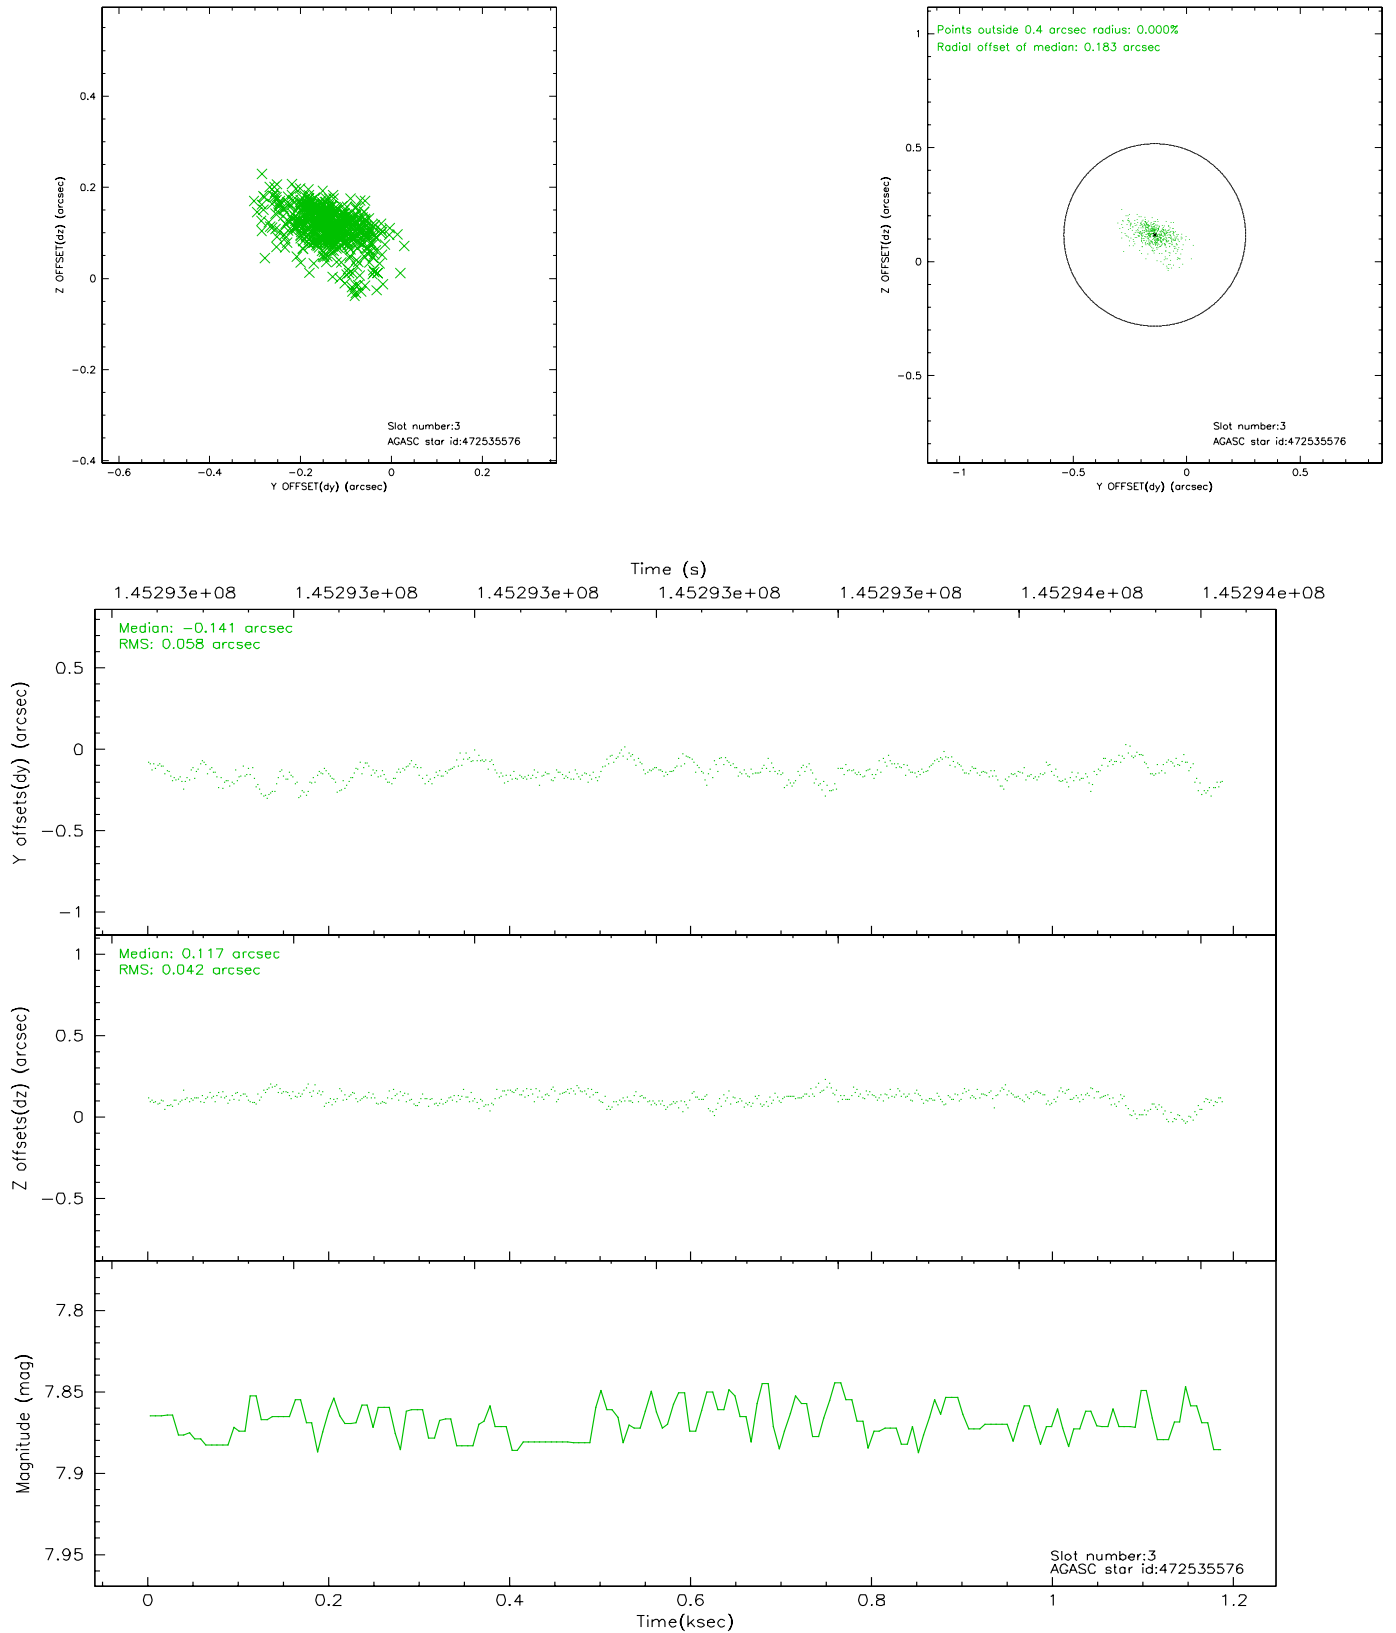 0.4
0.2
0
−0.2
−0.4
−0.6
−0.4
−0.2
0
0.2
Z OFFSET(dz) (arcsec)
Y OFFSET(dy) (arcsec)
Slot number:3
AGASC star id:472535576
Points outside 0.4 arcsec radius: 0.000%
Radial offset of median: 0.183 arcsec
1
0.5
0
−0.5
−1
−0.5
0
0.5
Z OFFSET(dz) (arcsec)
Y OFFSET(dy) (arcsec)
Slot number:3
AGASC star id:472535576
Time (s)
1.45293e+08 1.45293e+08 1.45293e+08 1.45293e+08 1.45293e+08 1.45294e+08 1.45294e+08
Median: −0.141 arcsec
RMS: 0.058 arcsec
0.5
0
−0.5
−1
Y offsets(dy) (arcsec)
Median: 0.117 arcsec
RMS: 0.042 arcsec
1
0.5
0
−0.5
Z offsets(dz) (arcsec)
7.8
7.85
7.9
7.95
Magnitude (mag)
Slot number:3
AGASC star id:472535576
0 0.2 0.4 0.6 0.8 1 1.2
Time(ksec)